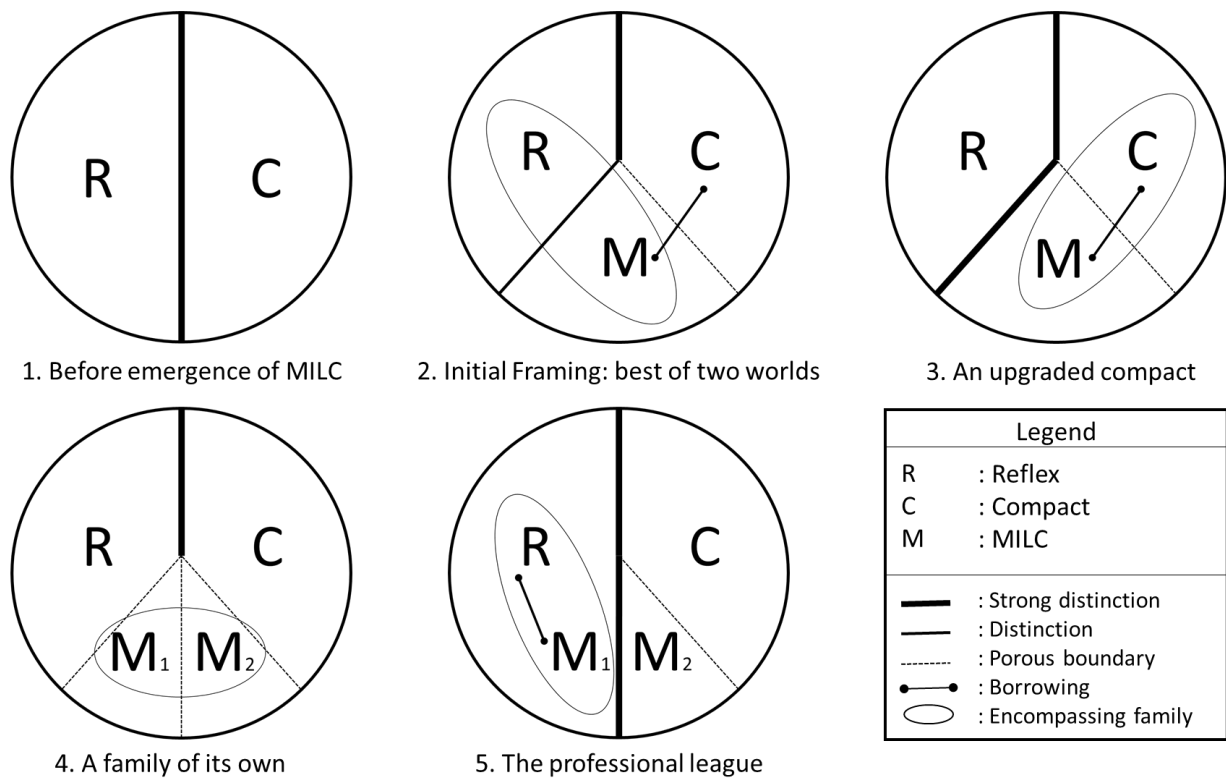 R C
1. Before emergence of MILC
R C
M
2. Initial Framing: best of two worlds
R C
M
3. An upgraded compact
R C
M1 M2
4. A family of its own
R C
M1 M2
5. The professional league
Legend
R : Reflex
C : Compact
M : MILC
: Strong distinction
: Distinction
: Porous boundary
: Borrowing
: Encompassing family